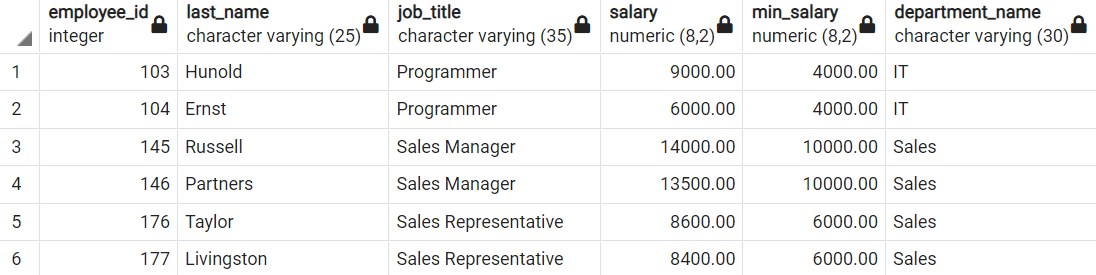 employee_id last_name job_title salary min_salary department_name
integer character varying (25) character varying (35) numeric (8,2) numeric (8,2) character varying (30)
1 103 Hunold Programmer 9000.00 4000.00 IT
2 104 Ernst Programmer 6000.00 4000.00 IT
3 145 Russell Sales Manager 14000.00 10000.00 Sales
4 146 Partners Sales Manager 13500.00 10000.00 Sales
5 176 Taylor Sales Representative 8600.00 6000.00 Sales
6 177 Livingston Sales Representative 8400.00 6000.00 Sales